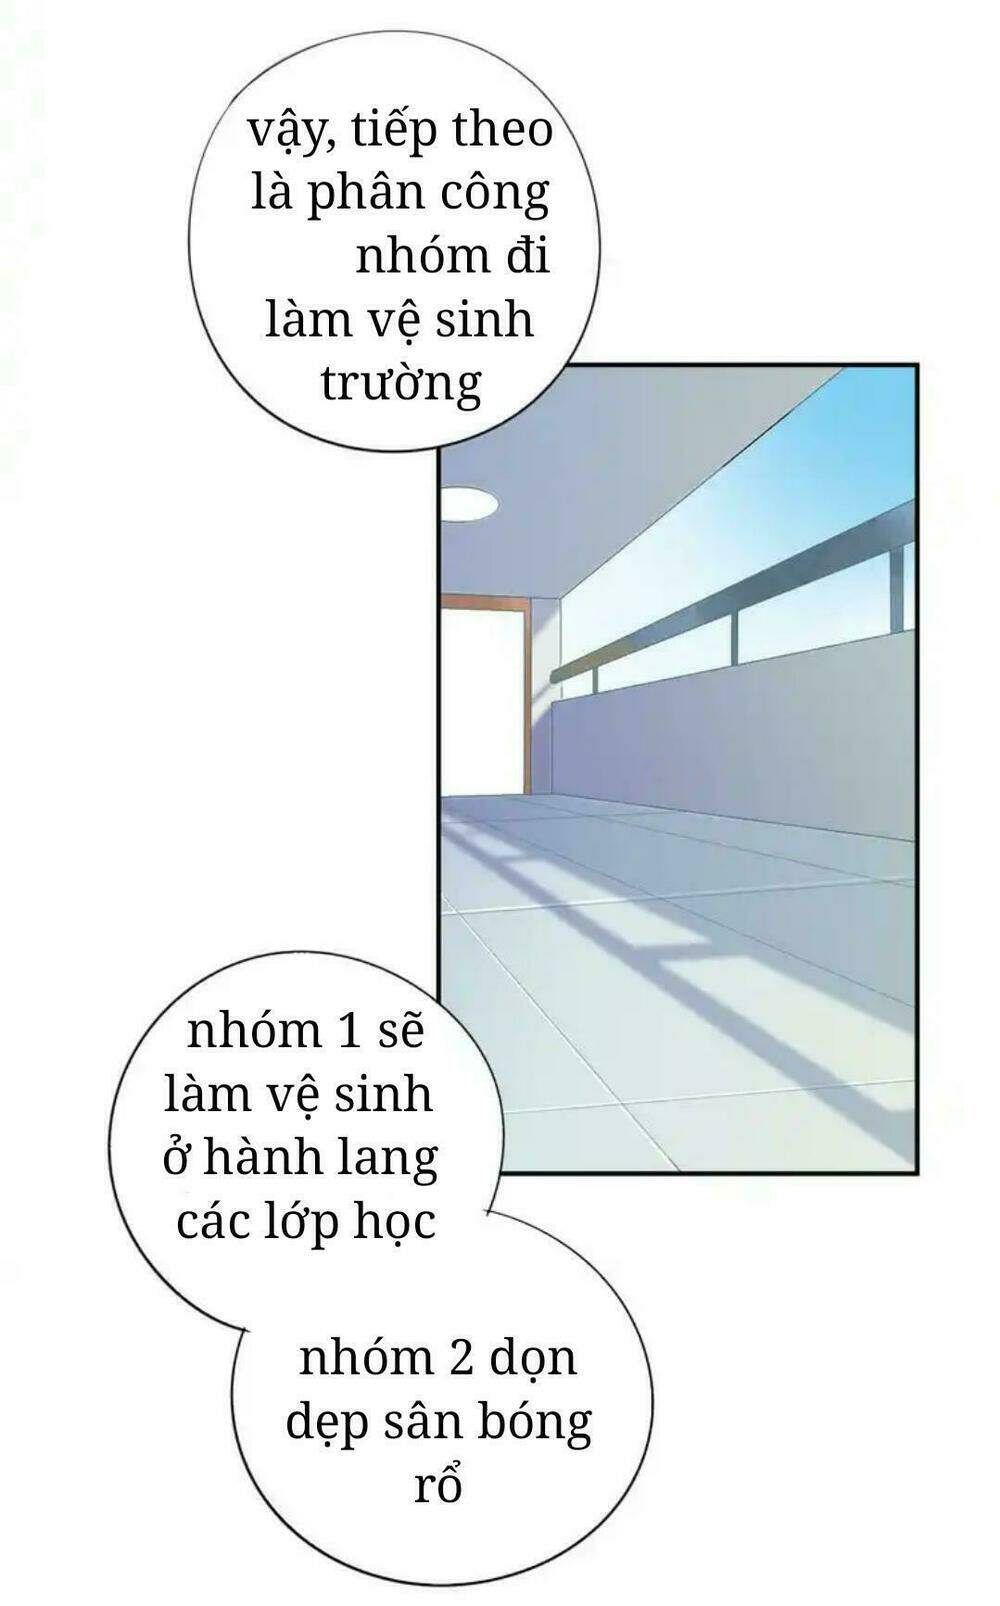 vậy, tiếp theo
là phân công
nhóm đi
làm vệ sinh
trường
nhóm 1 sẽ
làm vệ sinh
ở hành lang
các lớp học
nhóm 2 dọn
dẹp sân bóng
rổ